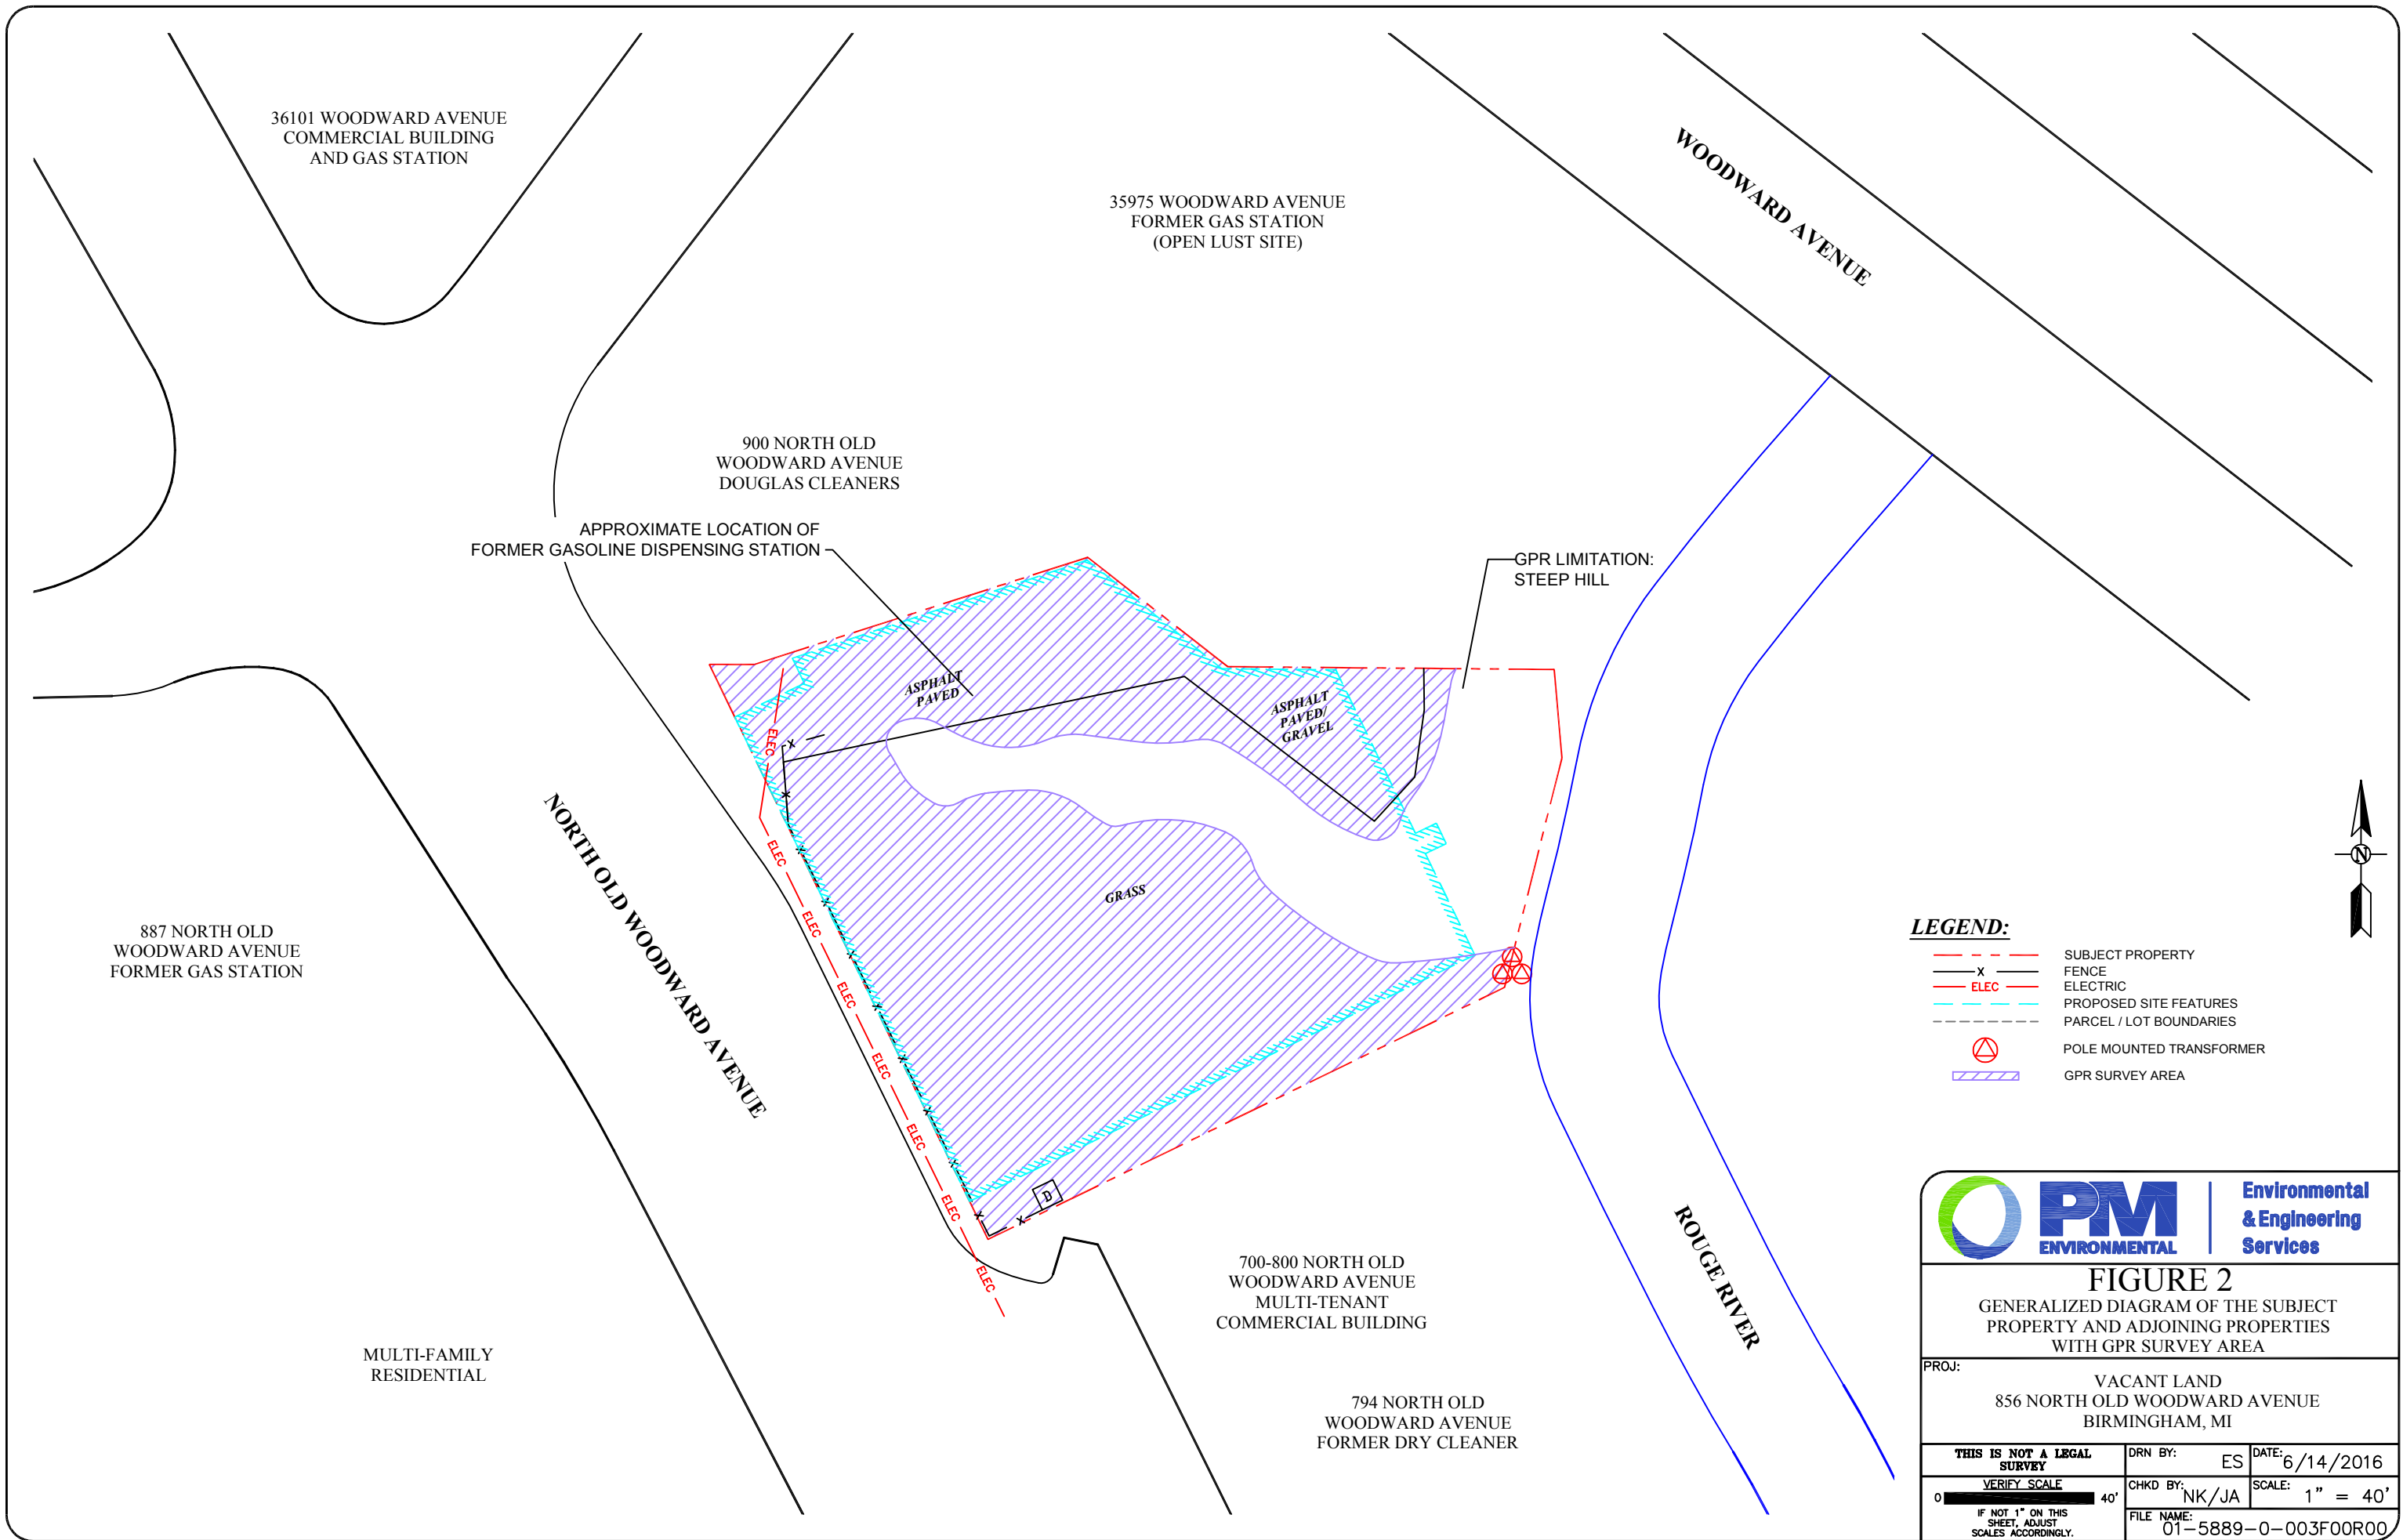 36101 WOODWARD AVENUE
COMMERCIAL BUILDING
AND GAS STATION
35975 WOODWARD AVENUE
FORMER GAS STATION
(OPEN LUST SITE)
WOODWARD AVENUE
900 NORTH OLD
WOODWARD AVENUE
DOUGLAS CLEANERS
APPROXIMATE LOCATION OF
FORMER GASOLINE DISPENSING STATION
GPR LIMITATION:
STEEP HILL
ASPHALT
PAVED
ASPHALT
PAVED/
GRAVEL
X
ELEC
X
ELEC
X
NORTH OLD WOODWARD AVENUE
GRASS
X
ELEC
X
ELEC
X
ELEC
X
ELEC
X
X
ELEC
X
X
D
ELEC
887 NORTH OLD
WOODWARD AVENUE
FORMER GAS STATION
N
LEGEND:
SUBJECT PROPERTY
X
FENCE
ELEC
ELECTRIC
PROPOSED SITE FEATURES
PARCEL / LOT BOUNDARIES
POLE MOUNTED TRANSFORMER
GPR SURVEY AREA
ROUGE RIVER
700-800 NORTH OLD
WOODWARD AVENUE
MULTI-TENANT
COMMERCIAL BUILDING
MULTI-FAMILY
RESIDENTIAL
794 NORTH OLD
WOODWARD AVENUE
FORMER DRY CLEANER
PM
ENVIRONMENTAL
Environmental
& Engineering
Services
FIGURE 2
GENERALIZED DIAGRAM OF THE SUBJECT
PROPERTY AND ADJOINING PROPERTIES
WITH GPR SURVEY AREA
PROJ:
VACANT LAND
856 NORTH OLD WOODWARD AVENUE
BIRMINGHAM, MI
THIS IS NOT A LEGAL
SURVEY
DRN BY: ES
DATE: 6/14/2016
VERIFY SCALE
0 40'
IF NOT 1" ON THIS
SHEET, ADJUST
SCALES ACCORDINGLY.
CHKD BY: NK/JA
SCALE: 1" = 40'
FILE NAME:
01-5889-0-003F00R00